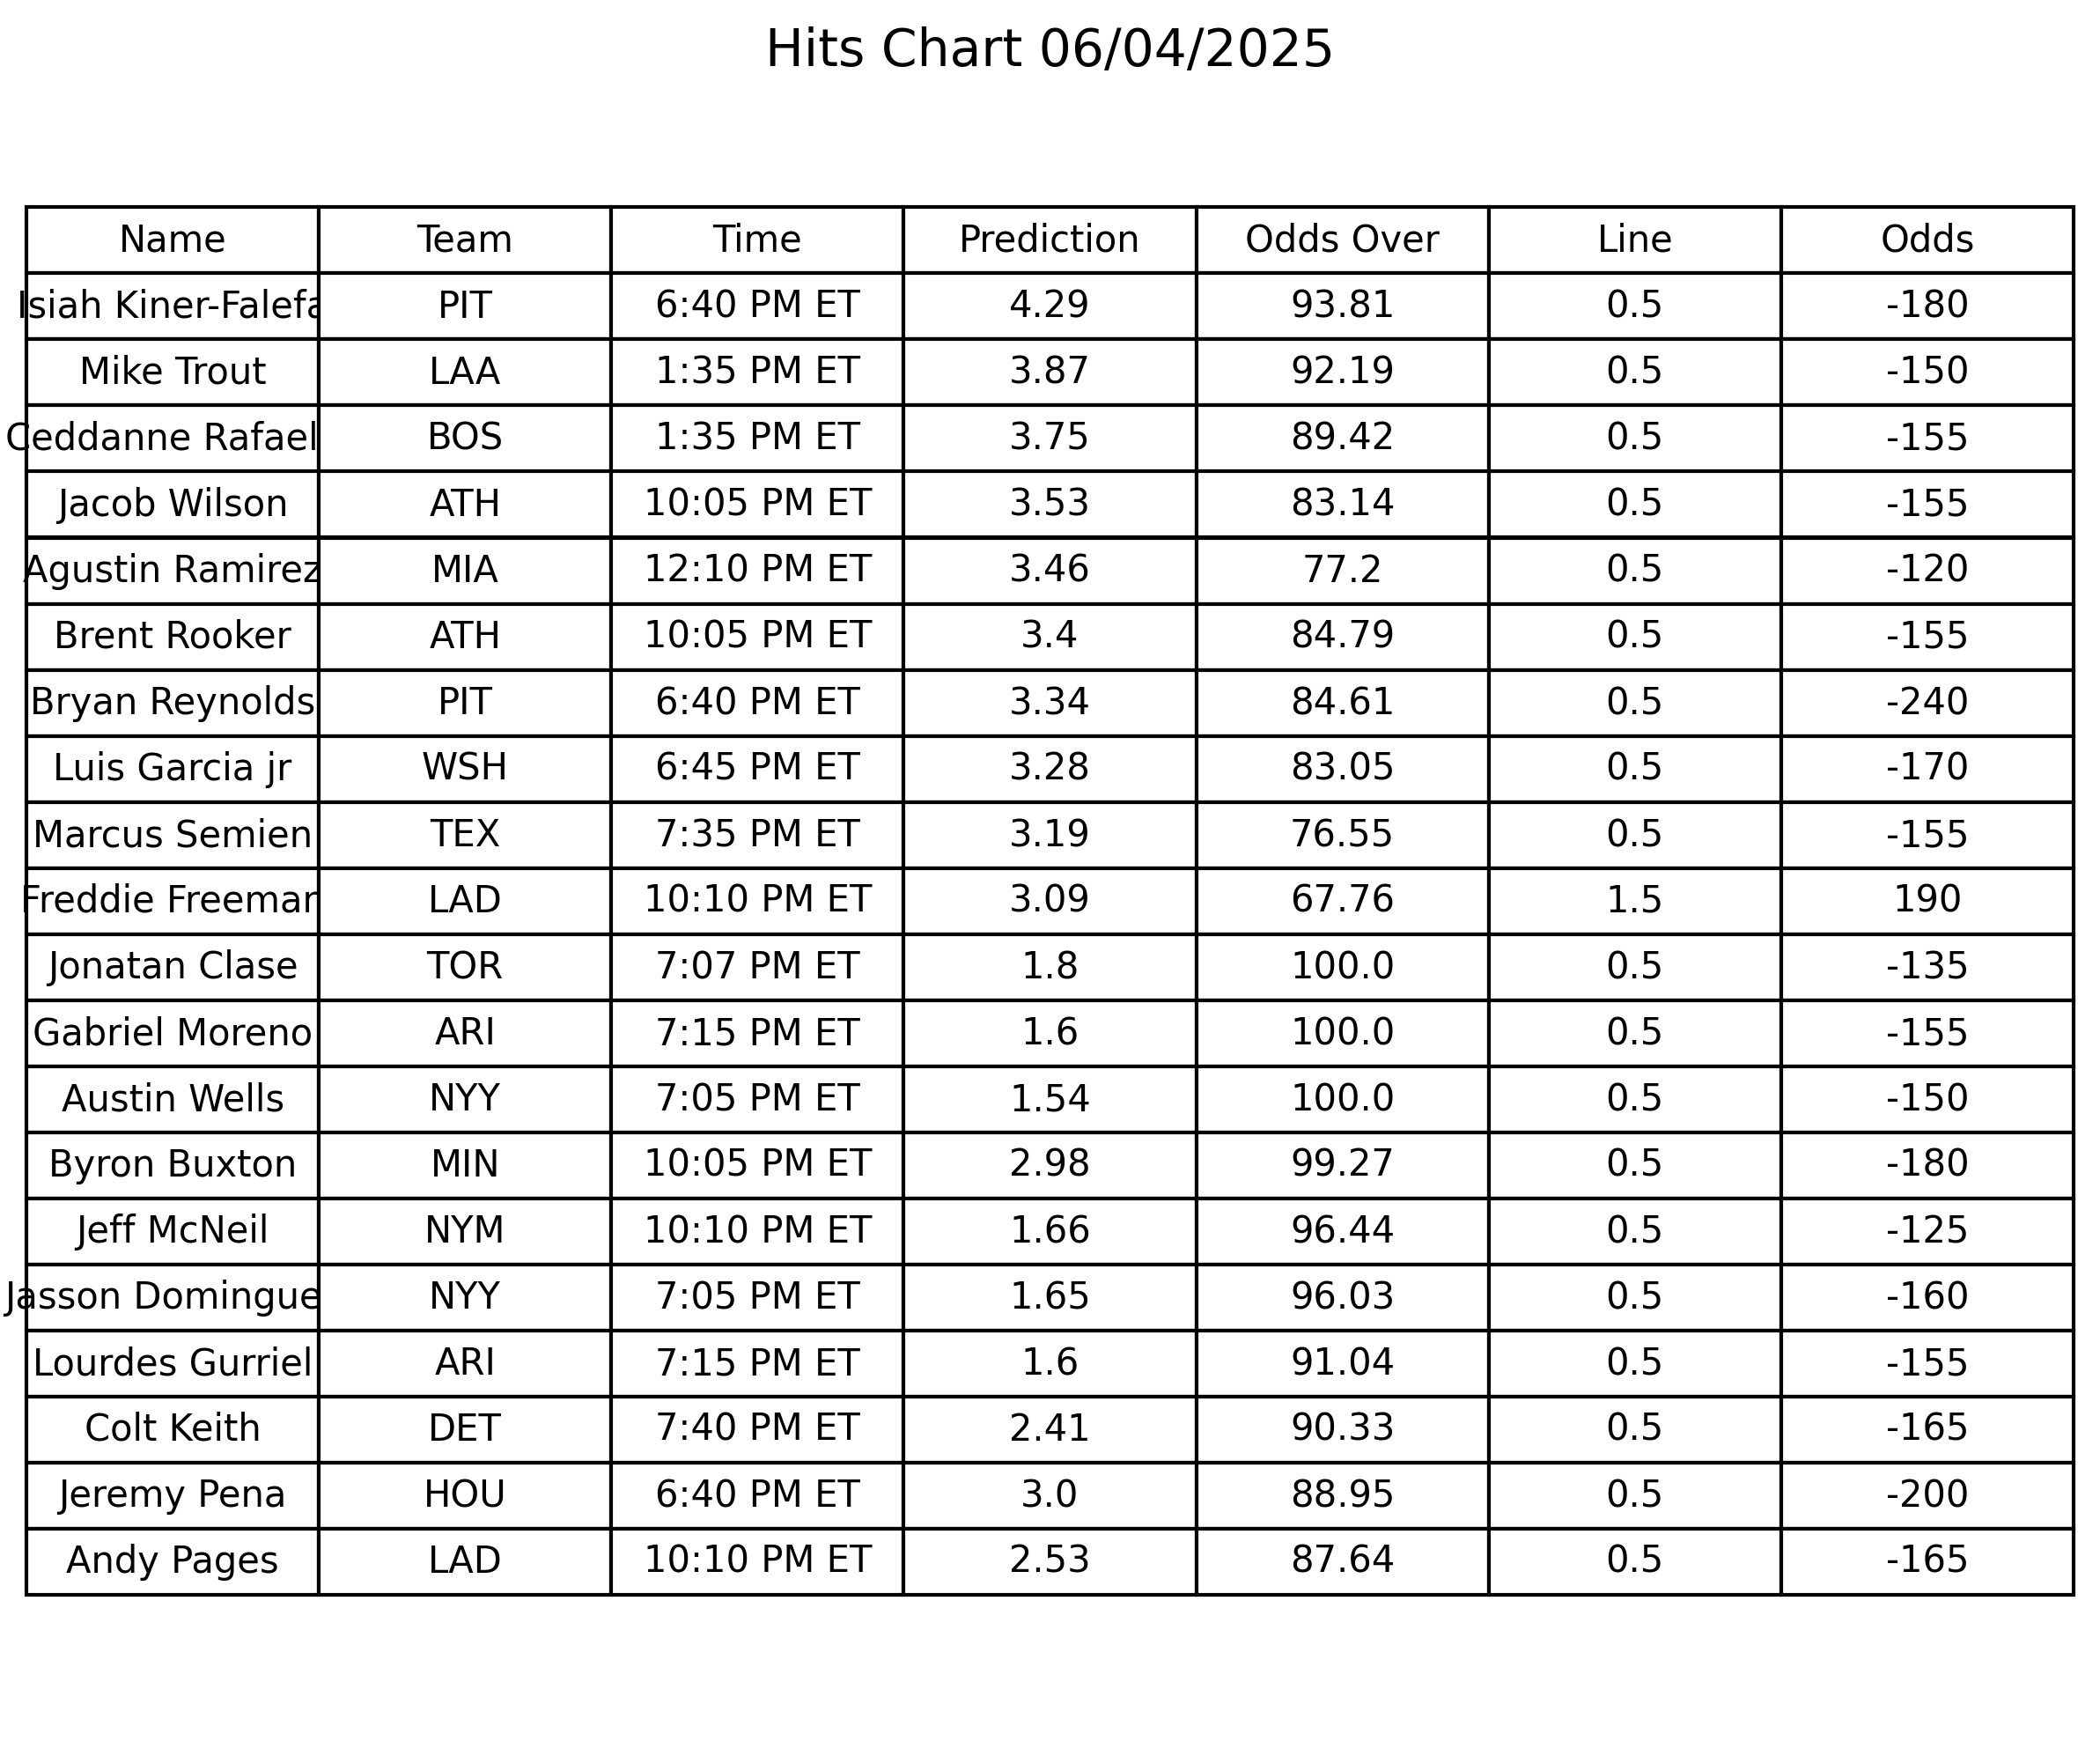 Hits Chart 06/04/2025
Name Team Time Prediction Odds Over Line Odds
Isiah Kiner-Falefa PIT 6:40 PM ET 4.29 93.81 0.5 -180
Mike Trout LAA 1:35 PM ET 3.87 92.19 0.5 -150
Ceddanne Rafael BOS 1:35 PM ET 3.75 89.42 0.5 -155
Jacob Wilson ATH 10:05 PM ET 3.53 83.14 0.5 -155
Agustin Ramirez MIA 12:10 PM ET 3.46 77.2 0.5 -120
Brent Rooker ATH 10:05 PM ET 3.4 84.79 0.5 -155
Bryan Reynolds PIT 6:40 PM ET 3.34 84.61 0.5 -240
Luis Garcia jr WSH 6:45 PM ET 3.28 83.05 0.5 -170
Marcus Semien TEX 7:35 PM ET 3.19 76.55 0.5 -155
Freddie Freeman LAD 10:10 PM ET 3.09 67.76 1.5 190
Jonatan Clase TOR 7:07 PM ET 1.8 100.0 0.5 -135
Gabriel Moreno ARI 7:15 PM ET 1.6 100.0 0.5 -155
Austin Wells NYY 7:05 PM ET 1.54 100.0 0.5 -150
Byron Buxton MIN 10:05 PM ET 2.98 99.27 0.5 -180
Jeff McNeil NYM 10:10 PM ET 1.66 96.44 0.5 -125
Jasson Domingue NYY 7:05 PM ET 1.65 96.03 0.5 -160
Lourdes Gurriel ARI 7:15 PM ET 1.6 91.04 0.5 -155
Colt Keith DET 7:40 PM ET 2.41 90.33 0.5 -165
Jeremy Pena HOU 6:40 PM ET 3.0 88.95 0.5 -200
Andy Pages LAD 10:10 PM ET 2.53 87.64 0.5 -165